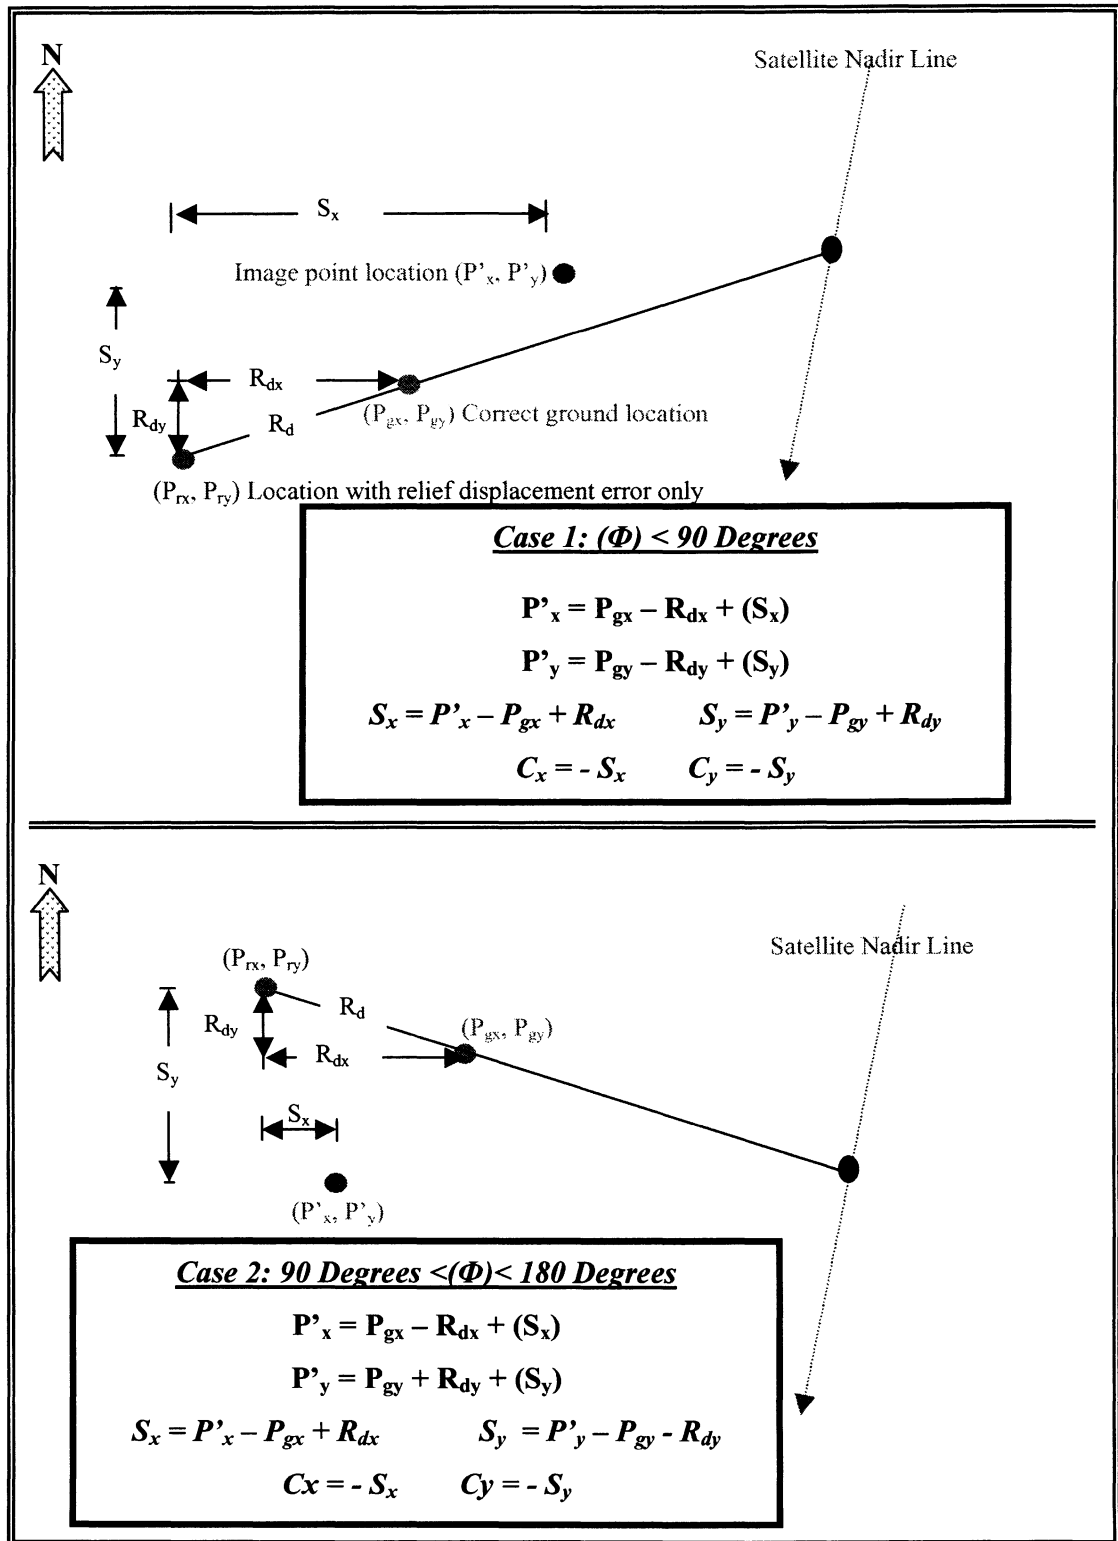 N
Satellite Nadir Line
Sx
Image point location (P'x, P'y)
Sy
Rdx
Rdy
Rd
(Pgx, Pgy) Correct ground location
(Prx, Pry) Location with relief displacement error only
Case 1: (Φ) < 90 Degrees
P'x = Pgx – Rdx + (Sx)
P'y = Pgy – Rdy + (Sy)
Sx = P'x – Pgx + Rdx Sy = P'y – Pgy + Rdy
Cx = - Sx Cy = - Sy
N
Satellite Nadir Line
(Prx, Pry)
Rd
Rdy
(Pgx, Pgy)
Rdx
Sy
Sx
(P'x, P'y)
Case 2: 90 Degrees <(Φ)< 180 Degrees
P'x = Pgx – Rdx + (Sx)
P'y = Pgy + Rdy + (Sy)
Sx = P'x – Pgx + Rdx Sy = P'y – Pgy - Rdy
Cx = - Sx Cy = - Sy